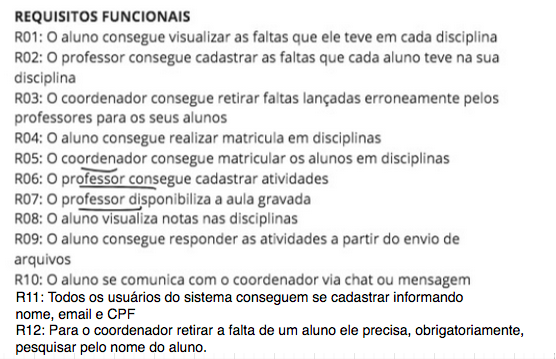 REQUISITOS FUNCIONAIS
R01: O aluno consegue visualizar as faltas que ele teve em cada disciplina
R02: O professor consegue cadastrar as faltas que cada aluno teve na sua
disciplina
R03: O coordenador consegue retirar faltas lançadas erroneamente pelos
professores para os seus alunos
R04: O aluno consegue realizar matricula em disciplinas
R05: O coordenador consegue matricular os alunos em disciplinas
R06: O professor consegue cadastrar atividades
R07: O professor disponibiliza a aula gravada
R08: O aluno visualiza notas nas disciplinas
R09: O aluno consegue responder as atividades a partir do envio de
arquivos
R10: O aluno se comunica com o coordenador via chat ou mensagem
R11: Todos os usuários do sistema conseguem se cadastrar informando
nome, email e CPF
R12: Para o coordenador retirar a falta de um aluno ele precisa, obrigatoriamente,
pesquisar pelo nome do aluno.